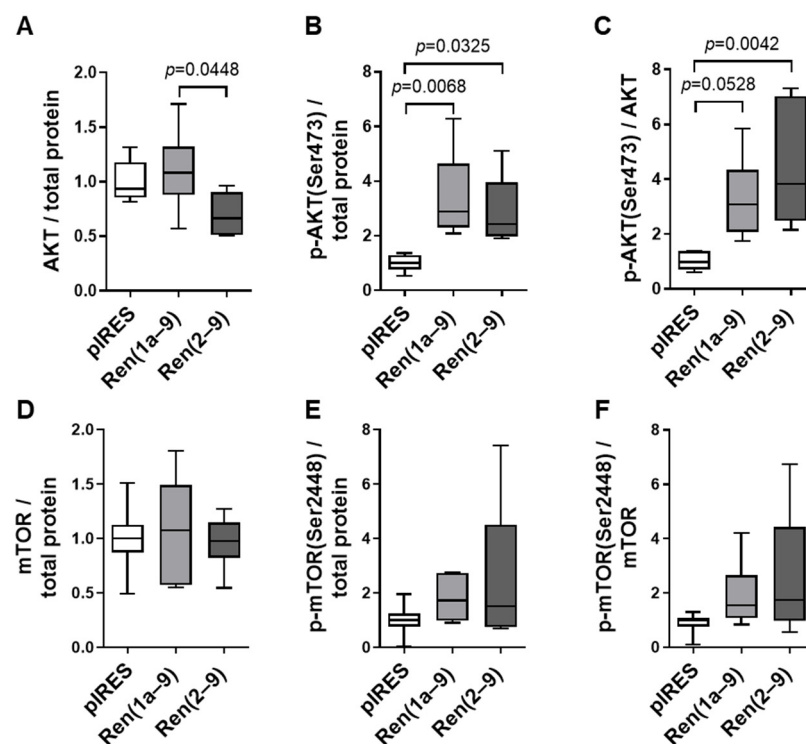 A
AKT / total protein
2.0
1.5
1.0
0.5
0.0
p=0.0448
pIRES
Ren(1a–9)
Ren(2–9)
B
p-AKT(Ser473) /
total protein
8
6
4
2
0
p=0.0325
p=0.0068
pIRES
Ren(1a–9)
Ren(2–9)
C
p-AKT(Ser473) / AKT
8
6
4
2
0
p=0.0042
p=0.0528
pIRES
Ren(1a–9)
Ren(2–9)
D
mTOR /
total protein
2.0
1.5
1.0
0.5
0.0
pIRES
Ren(1a–9)
Ren(2–9)
E
p-mTOR(Ser2448) /
total protein
8
6
4
2
0
pIRES
Ren(1a–9)
Ren(2–9)
F
p-mTOR(Ser2448) /
mTOR
8
6
4
2
0
pIRES
Ren(1a–9)
Ren(2–9)